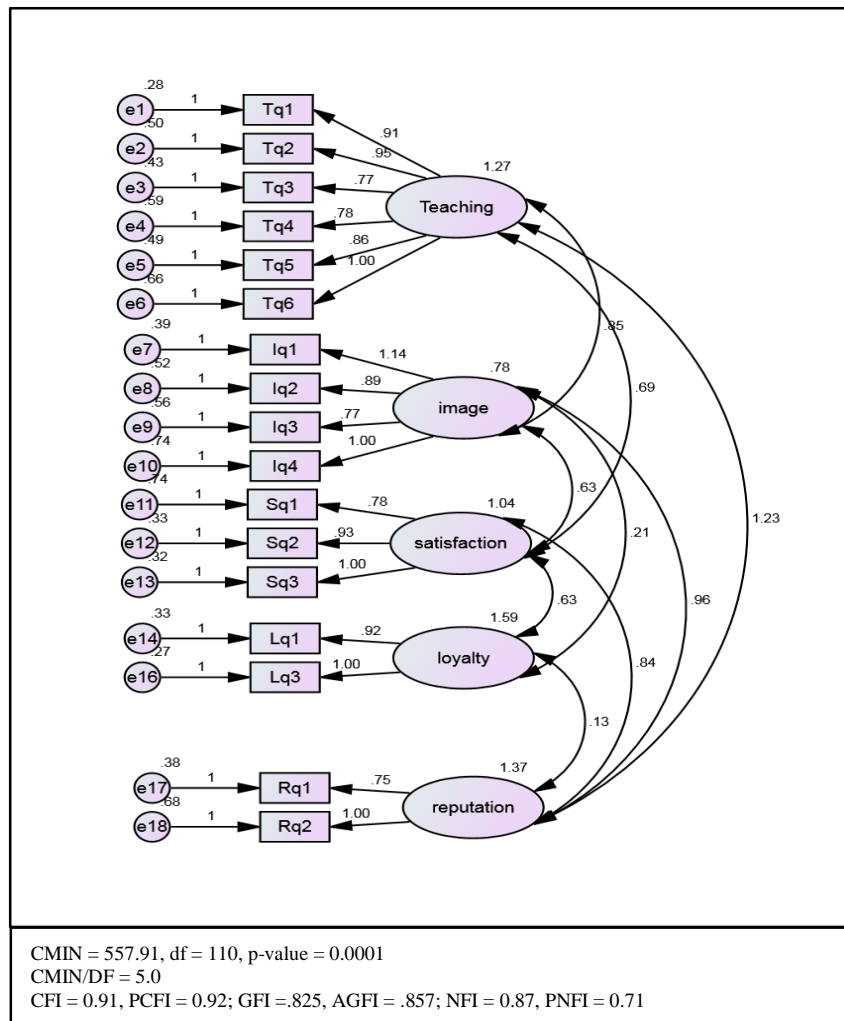 .28
e1 1 Tq1
.50
.91
e2 1 Tq2
.43
.95
1.27
e3 1 Tq3
.59
.77
Teaching
e4 1 Tq4
.49
.78
e5 1 Tq5
.66
.86
e6 1 Tq6
1.00
.39
.85
e7 1 Iq1
.52
1.14
.78
e8 1 Iq2
.56
.89
.69
image
e9 1 Iq3
.74
.77
e10 1 Iq4
.74
1.00
.63
e11 1 Sq1
.33
.78
1.04
1.23
e12 1 Sq2
.32
.93
satisfaction
.21
e13 1 Sq3
1.00
.63
.96
.33
1.59
e14 1 Lq1
.27
.92
loyalty
.84
e16 1 Lq3
1.00
.13
.38
1.37
e17 1 Rq1
.68
.75
reputation
e18 1 Rq2
1.00
CMIN = 557.91, df = 110, p-value = 0.0001
CMIN/DF = 5.0
CFI = 0.91, PCFI = 0.92; GFI =.825, AGFI = .857; NFI = 0.87, PNFI = 0.71